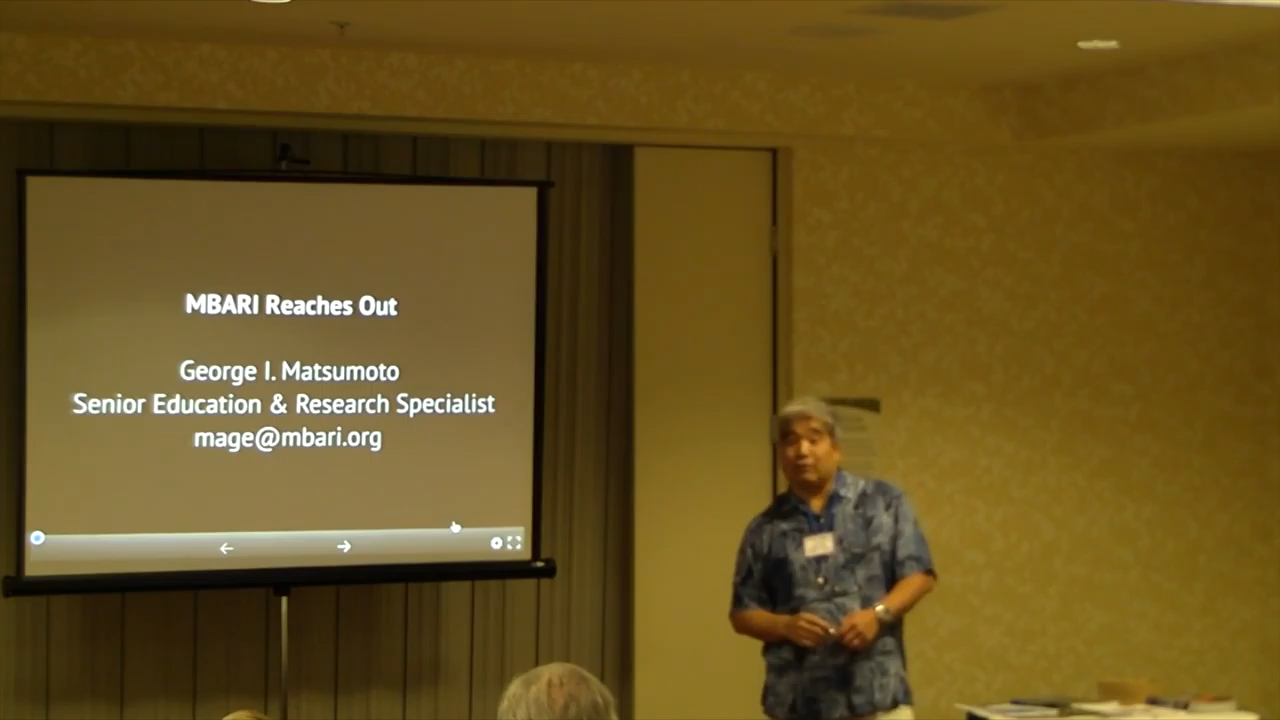 MBARI Reaches Out
George I. Matsumoto
Senior Education & Research Specialist
mage@mbari.org